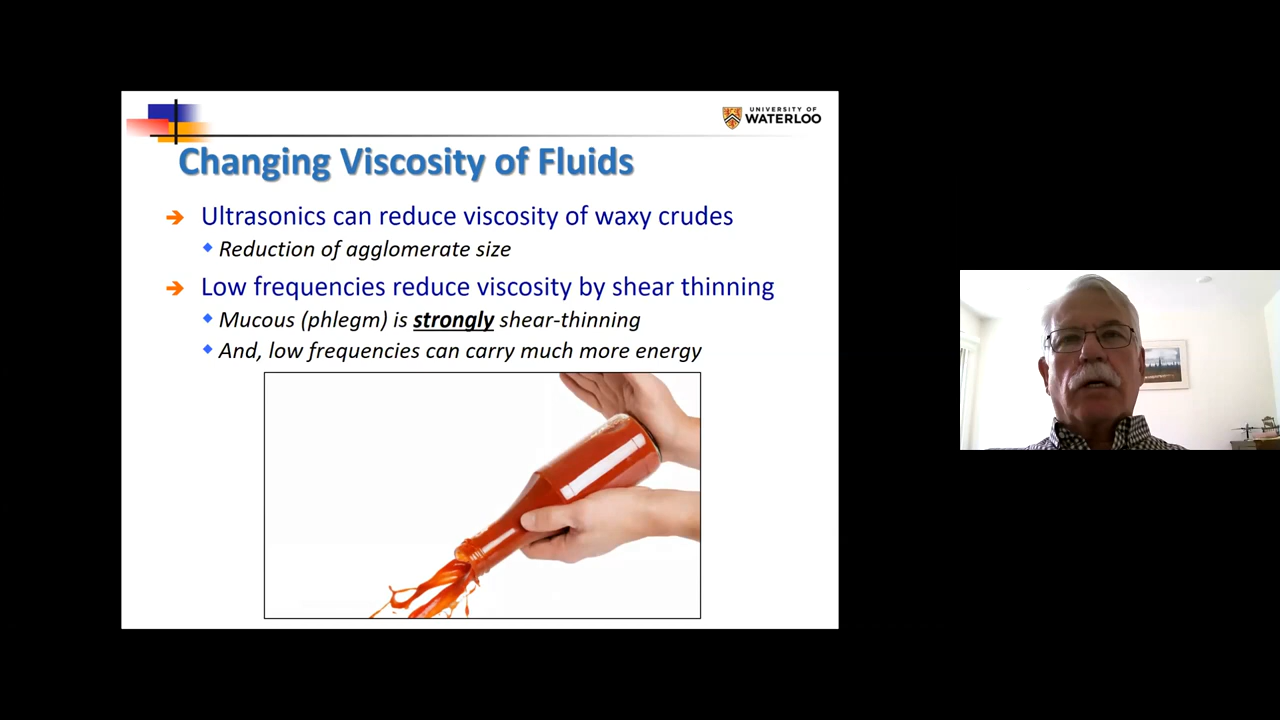 UNIVERSITY OF
WATERLOO
Changing Viscosity of Fluids
Ultrasonics can reduce viscosity of waxy crudes
Reduction of agglomerate size
Low frequencies reduce viscosity by shear thinning
Mucous (phlegm) is strongly shear-thinning
And, low frequencies can carry much more energy